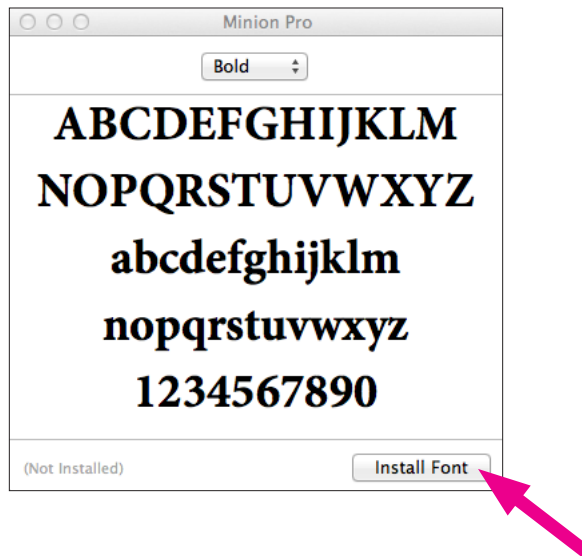 Minion Pro
Bold
ABCDEFGHIJKLM
NOPQRSTUVWXYZ
abcdefghijklm
nopqrstuvwxyz
1234567890
(Not Installed)
Install Font